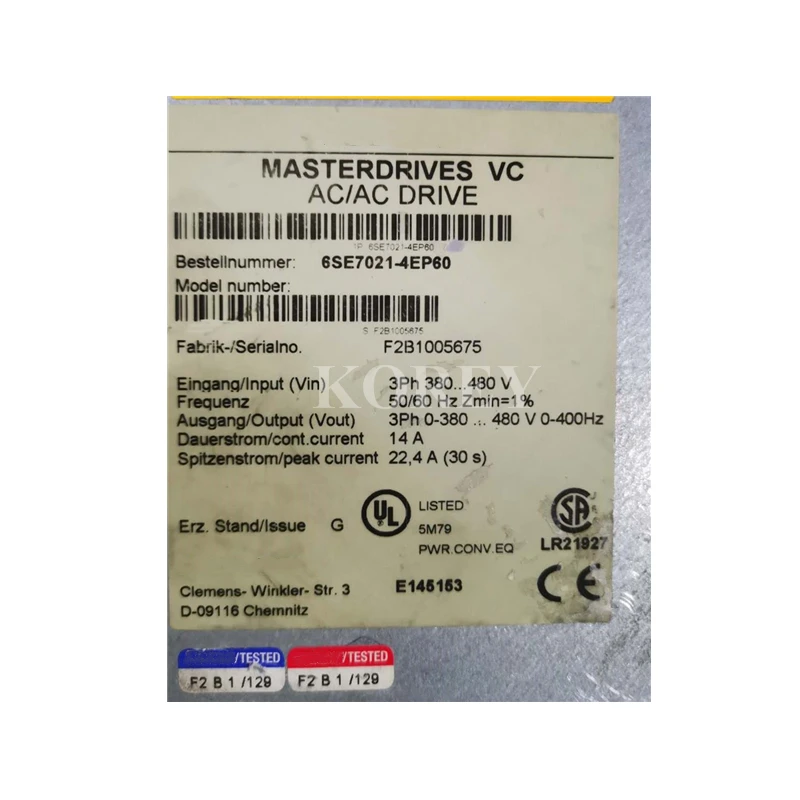 MASTERDRIVES VC
AC/AC DRIVE
1P 6SE7021-4EP60
Bestellnummer: 6SE7021-4EP60
Model number:
S F2B1005675
Fabrik-/Serialno. F2B1005675
KOREY
Eingang/Input (Vin) 3Ph 380...480 V
Frequenz 50/60 Hz Zmin=1%
Ausgang/Output (Vout) 3Ph 0-380 ... 480 V 0-400Hz
Dauerstrom/cont.current 14 A
Spitzenstrom/peak current 22,4 A (30 s)
Erz. Stand/Issue G
UL
LISTED
5M79
PWR.CONV.EQ
SA
LR21927
Clemens- Winkler- Str. 3
D-09116 Chemnitz
E145153
CE
/TESTED
F2 B 1 /129
/TESTED
F2 B 1 /129